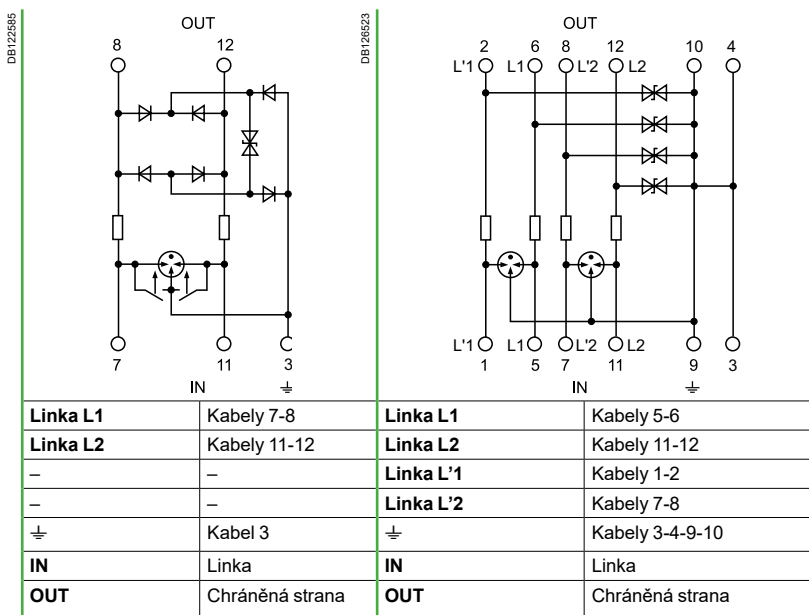 DB122585
OUT
8 12
7 11 3
IN
DB126523
OUT
2 6 8 12 10 4
L'1 L1 L'2 L2
L'1 L1 L'2 L2
1 5 7 11 9 3
IN
Linka L1 Kabely 7-8
Linka L2 Kabely 11-12
– –
– –
⏚ Kabel 3
IN Linka
OUT Chráněná strana
Linka L1 Kabely 5-6
Linka L2 Kabely 11-12
Linka L’1 Kabely 1-2
Linka L’2 Kabely 7-8
⏚ Kabely 3-4-9-10
IN Linka
OUT Chráněná strana